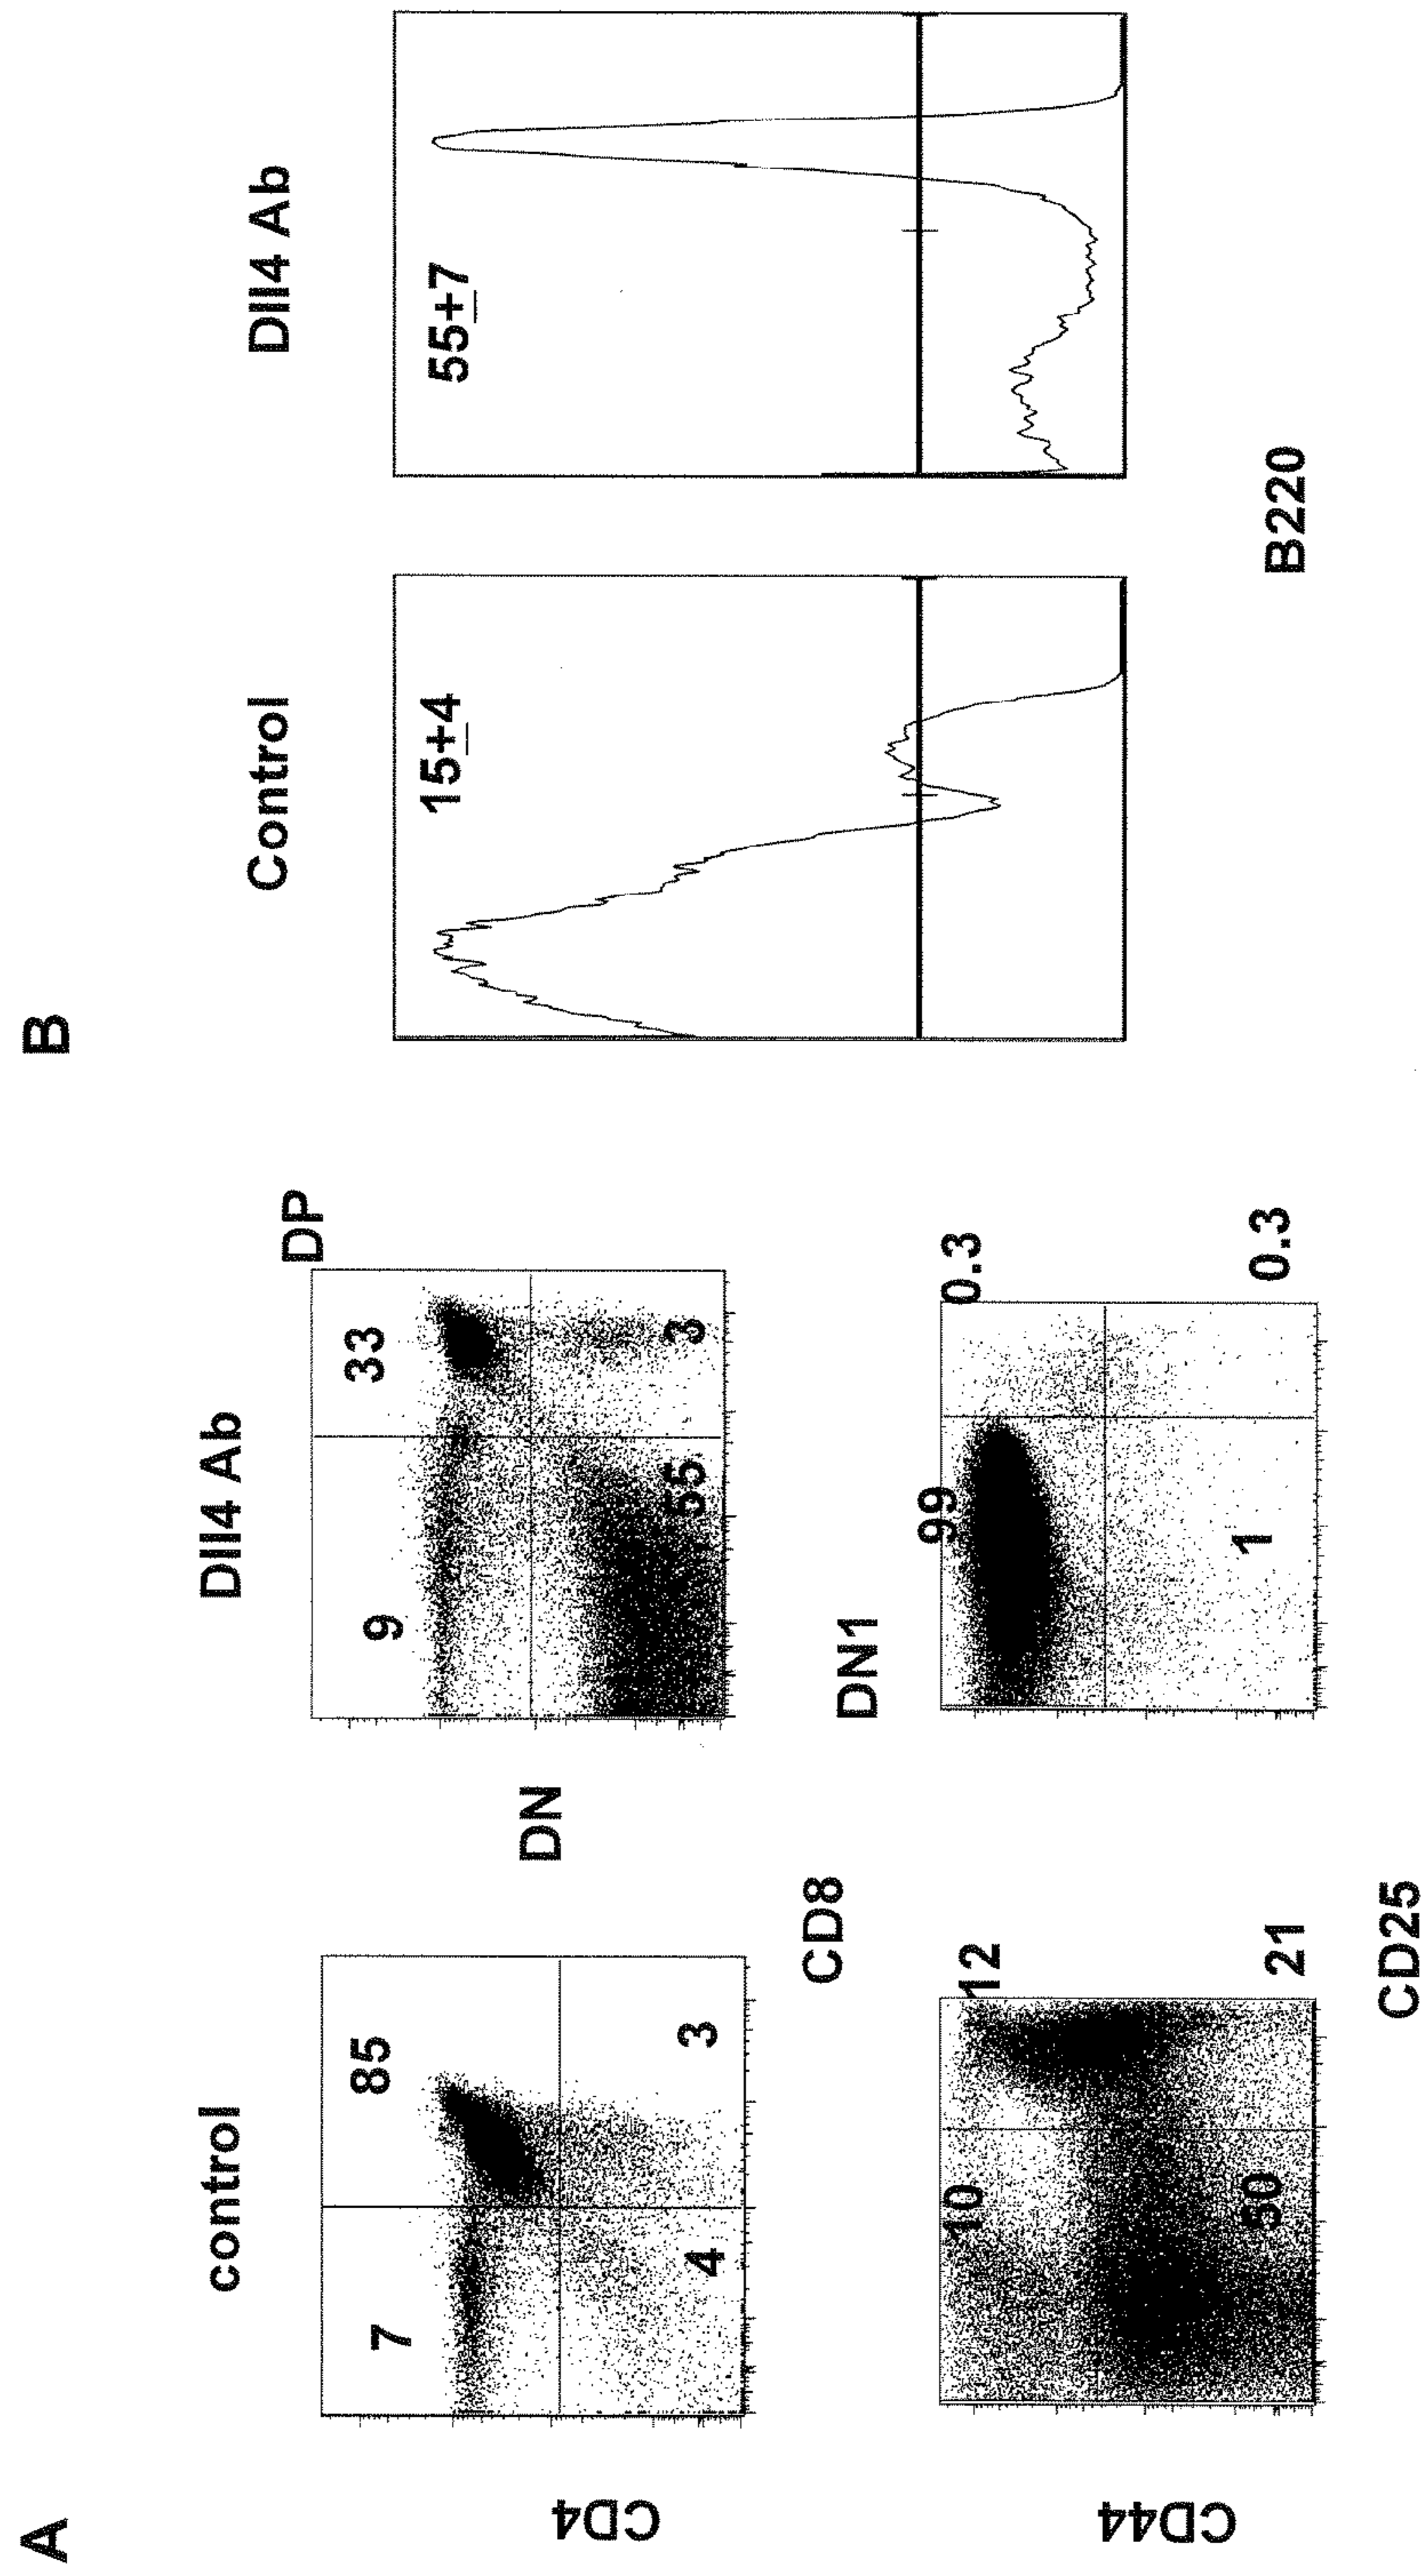 A
control
Dll4 Ab
7
85
4
3
9
33
DP
55
3
CD4
DN
CD8
DN1
10
12
50
21
99
0.3
1
0.3
CD44
CD25
B
Control
Dll4 Ab
15±4
55±7
B220